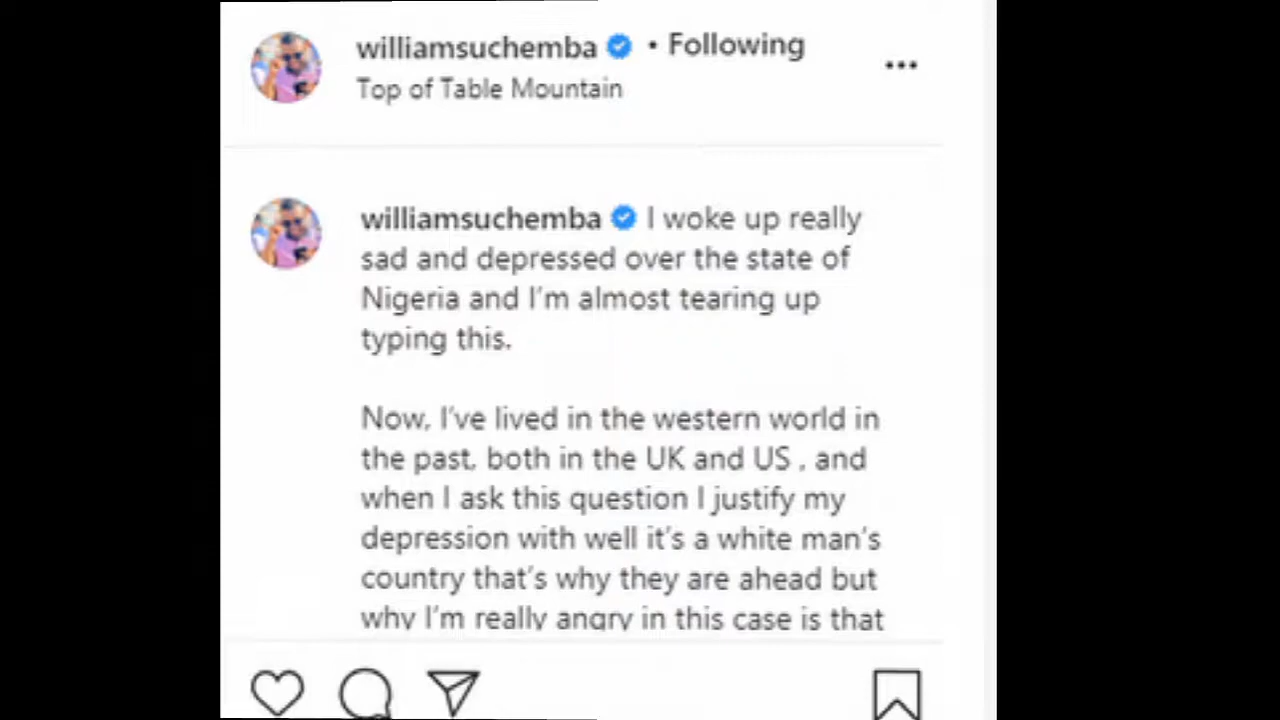 williamsuchemba • Following
Top of Table Mountain
williamsuchemba I woke up really
sad and depressed over the state of
Nigeria and I'm almost tearing up
typing this.
Now, I've lived in the western world in
the past, both in the UK and US , and
when I ask this question I justify my
depression with well it's a white man's
country that's why they are ahead but
why I'm really angry in this case is that